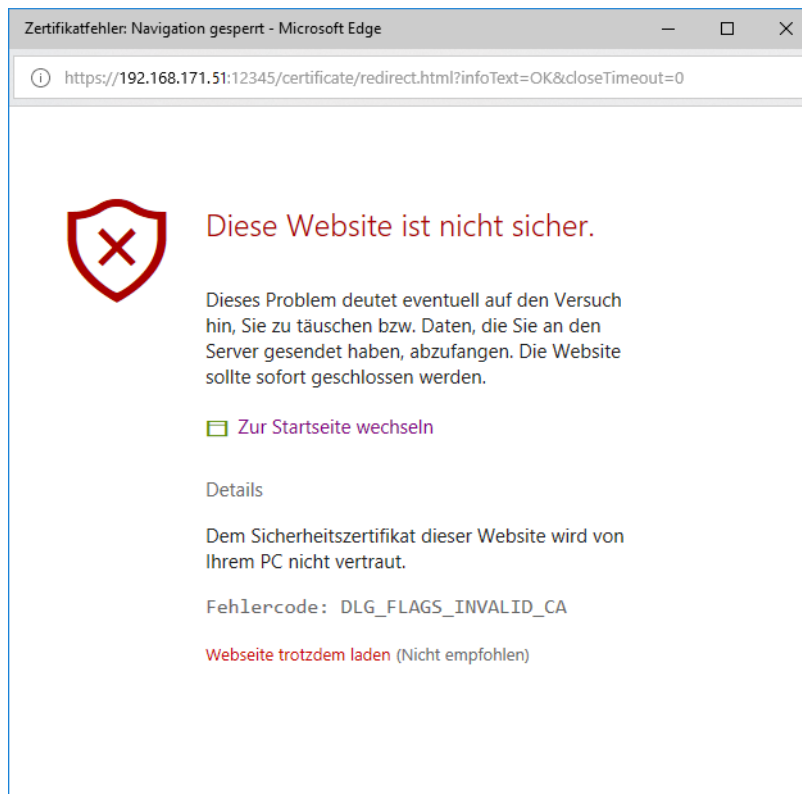 Zertifikatfehler: Navigation gesperrt - Microsoft Edge
https://192.168.171.51:12345/certificate/redirect.html?infoText=OK&closeTimeout=0
Diese Website ist nicht sicher.
Dieses Problem deutet eventuell auf den Versuch
hin, Sie zu täuschen bzw. Daten, die Sie an den
Server gesendet haben, abzufangen. Die Website
sollte sofort geschlossen werden.
Zur Startseite wechseln
Details
Dem Sicherheitszertifikat dieser Website wird von
Ihrem PC nicht vertraut.
Fehlercode: DLG_FLAGS_INVALID_CA
Webseite trotzdem laden (Nicht empfohlen)